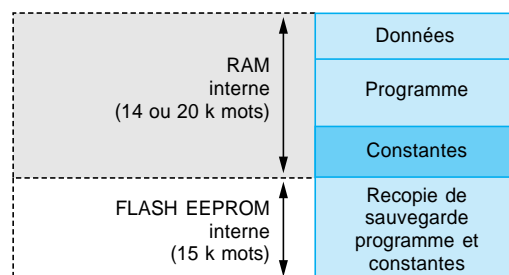 Données
RAM
interne
(14 ou 20 k mots)
Programme
Constantes
FLASH EEPROM
interne
(15 k mots)
Recopie de
sauvegarde
programme et
constantes